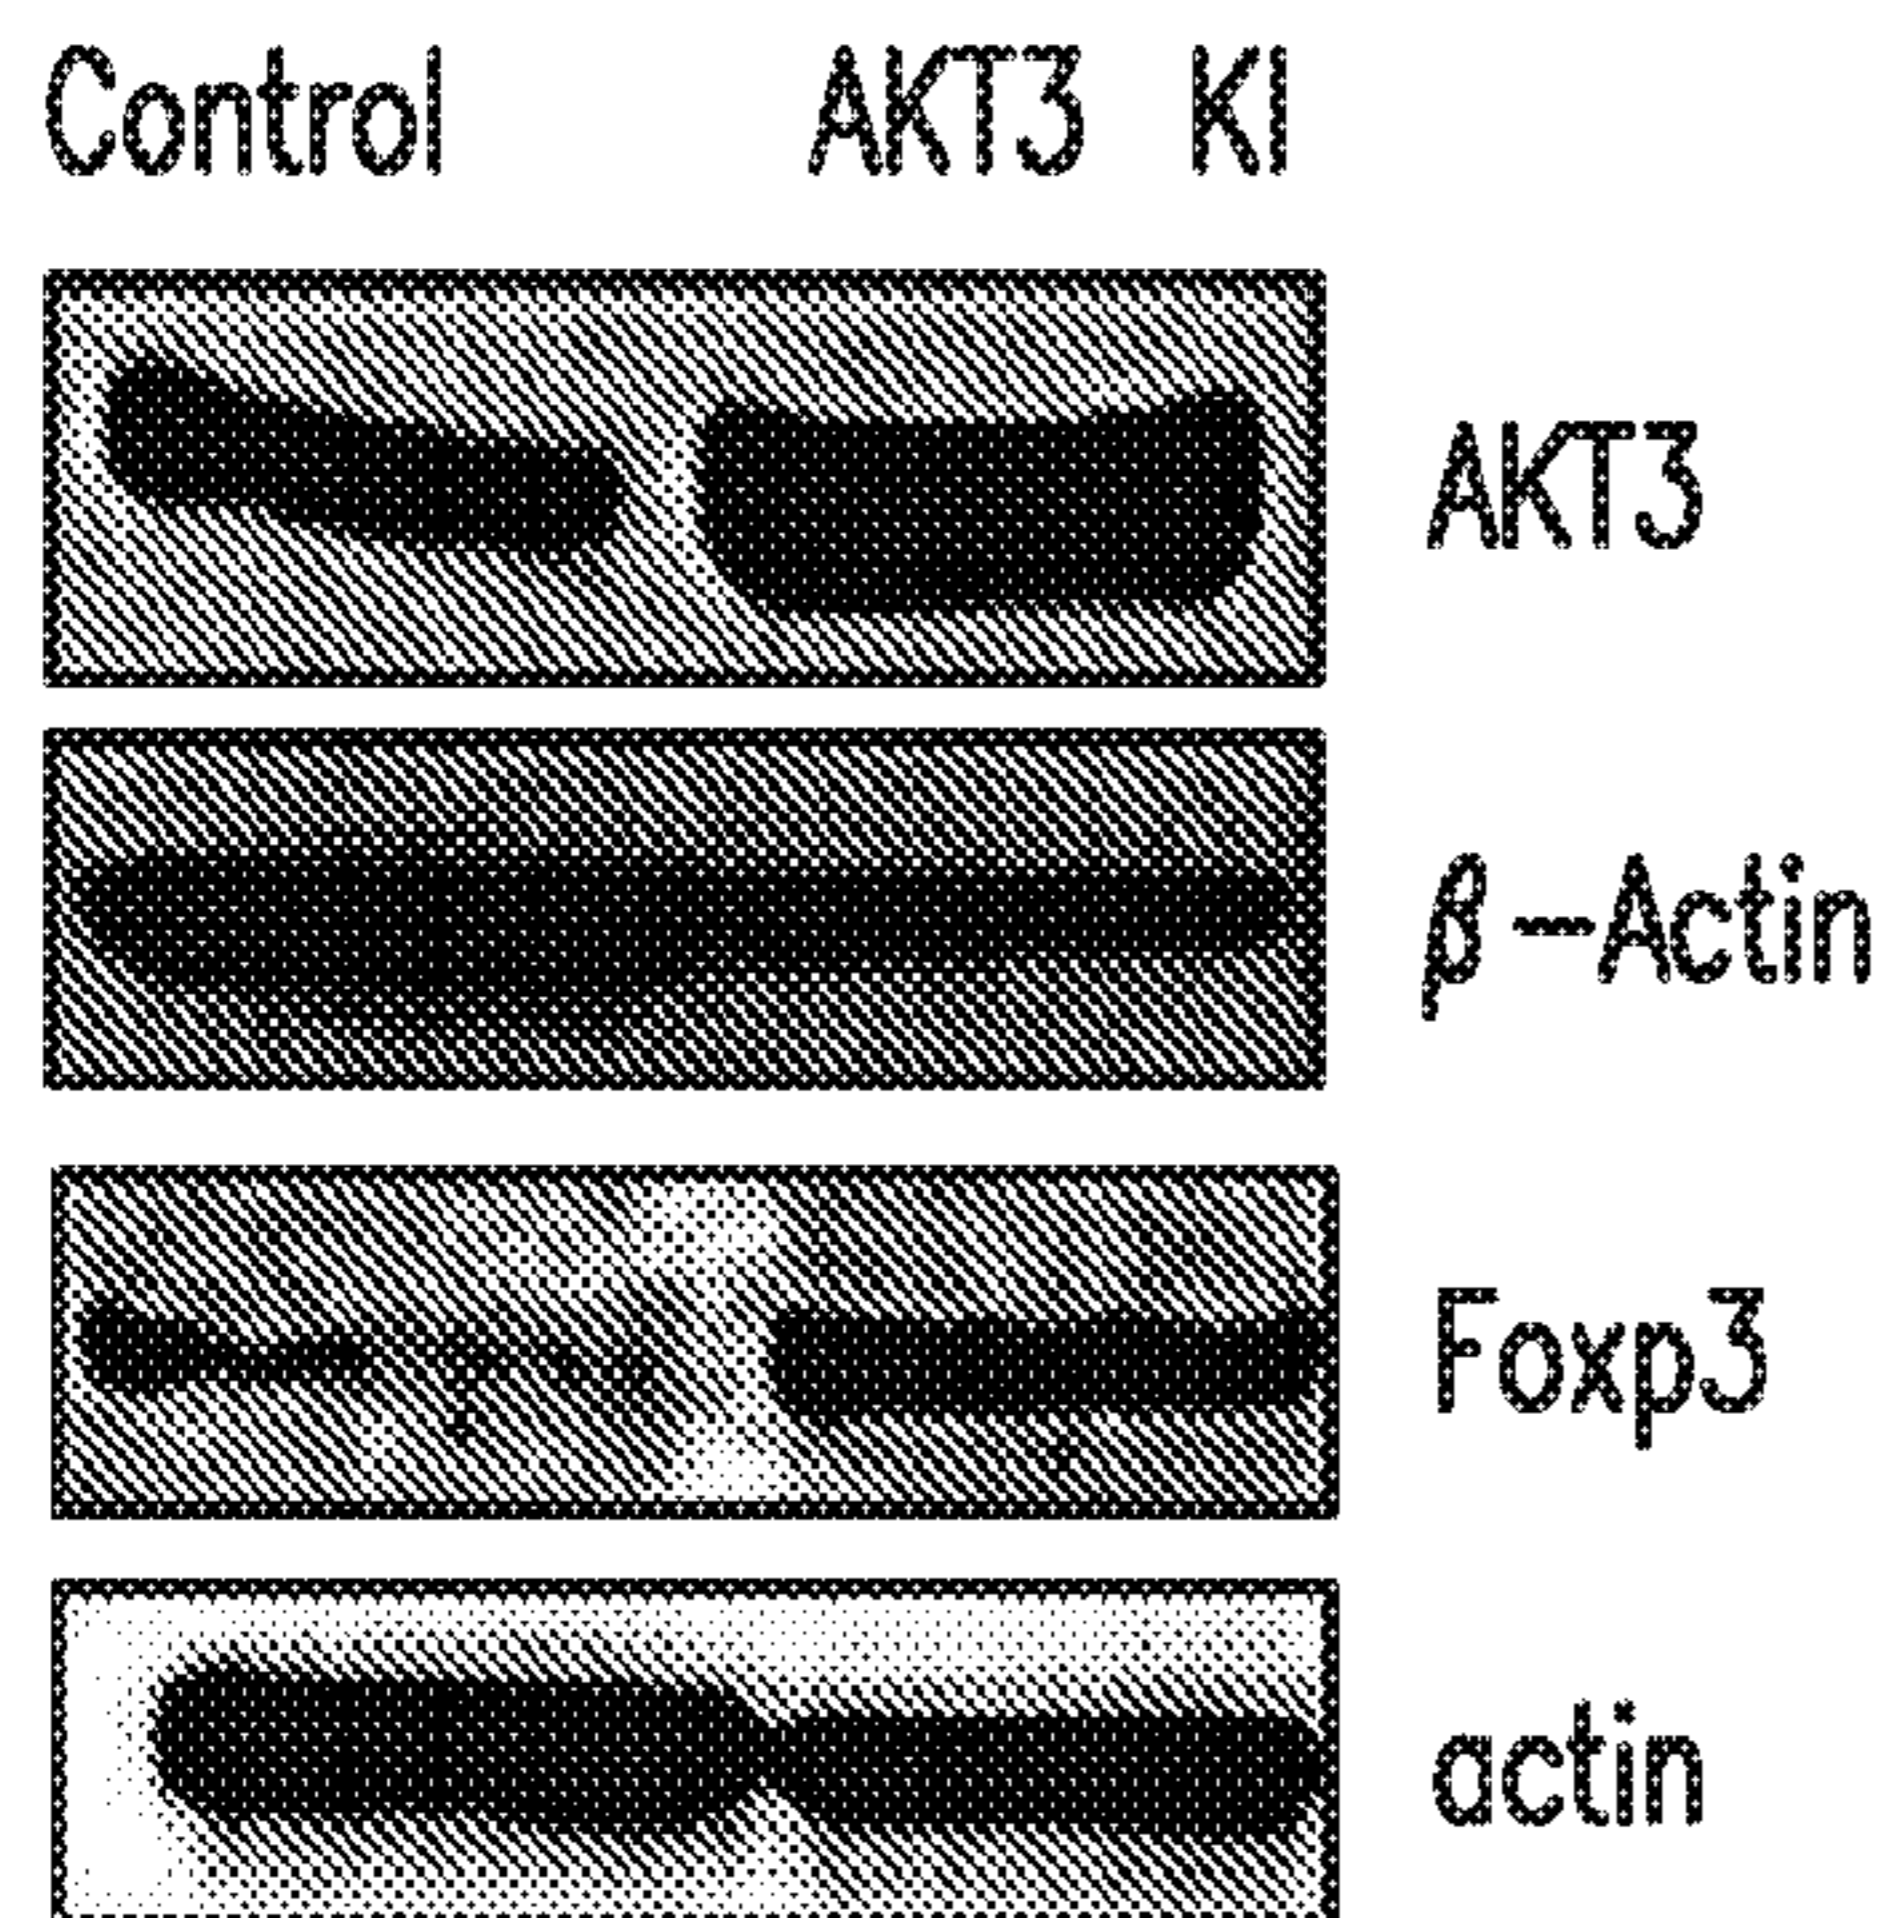 Control AKT3 KI
AKT3
β-Actin
Foxp3
actin